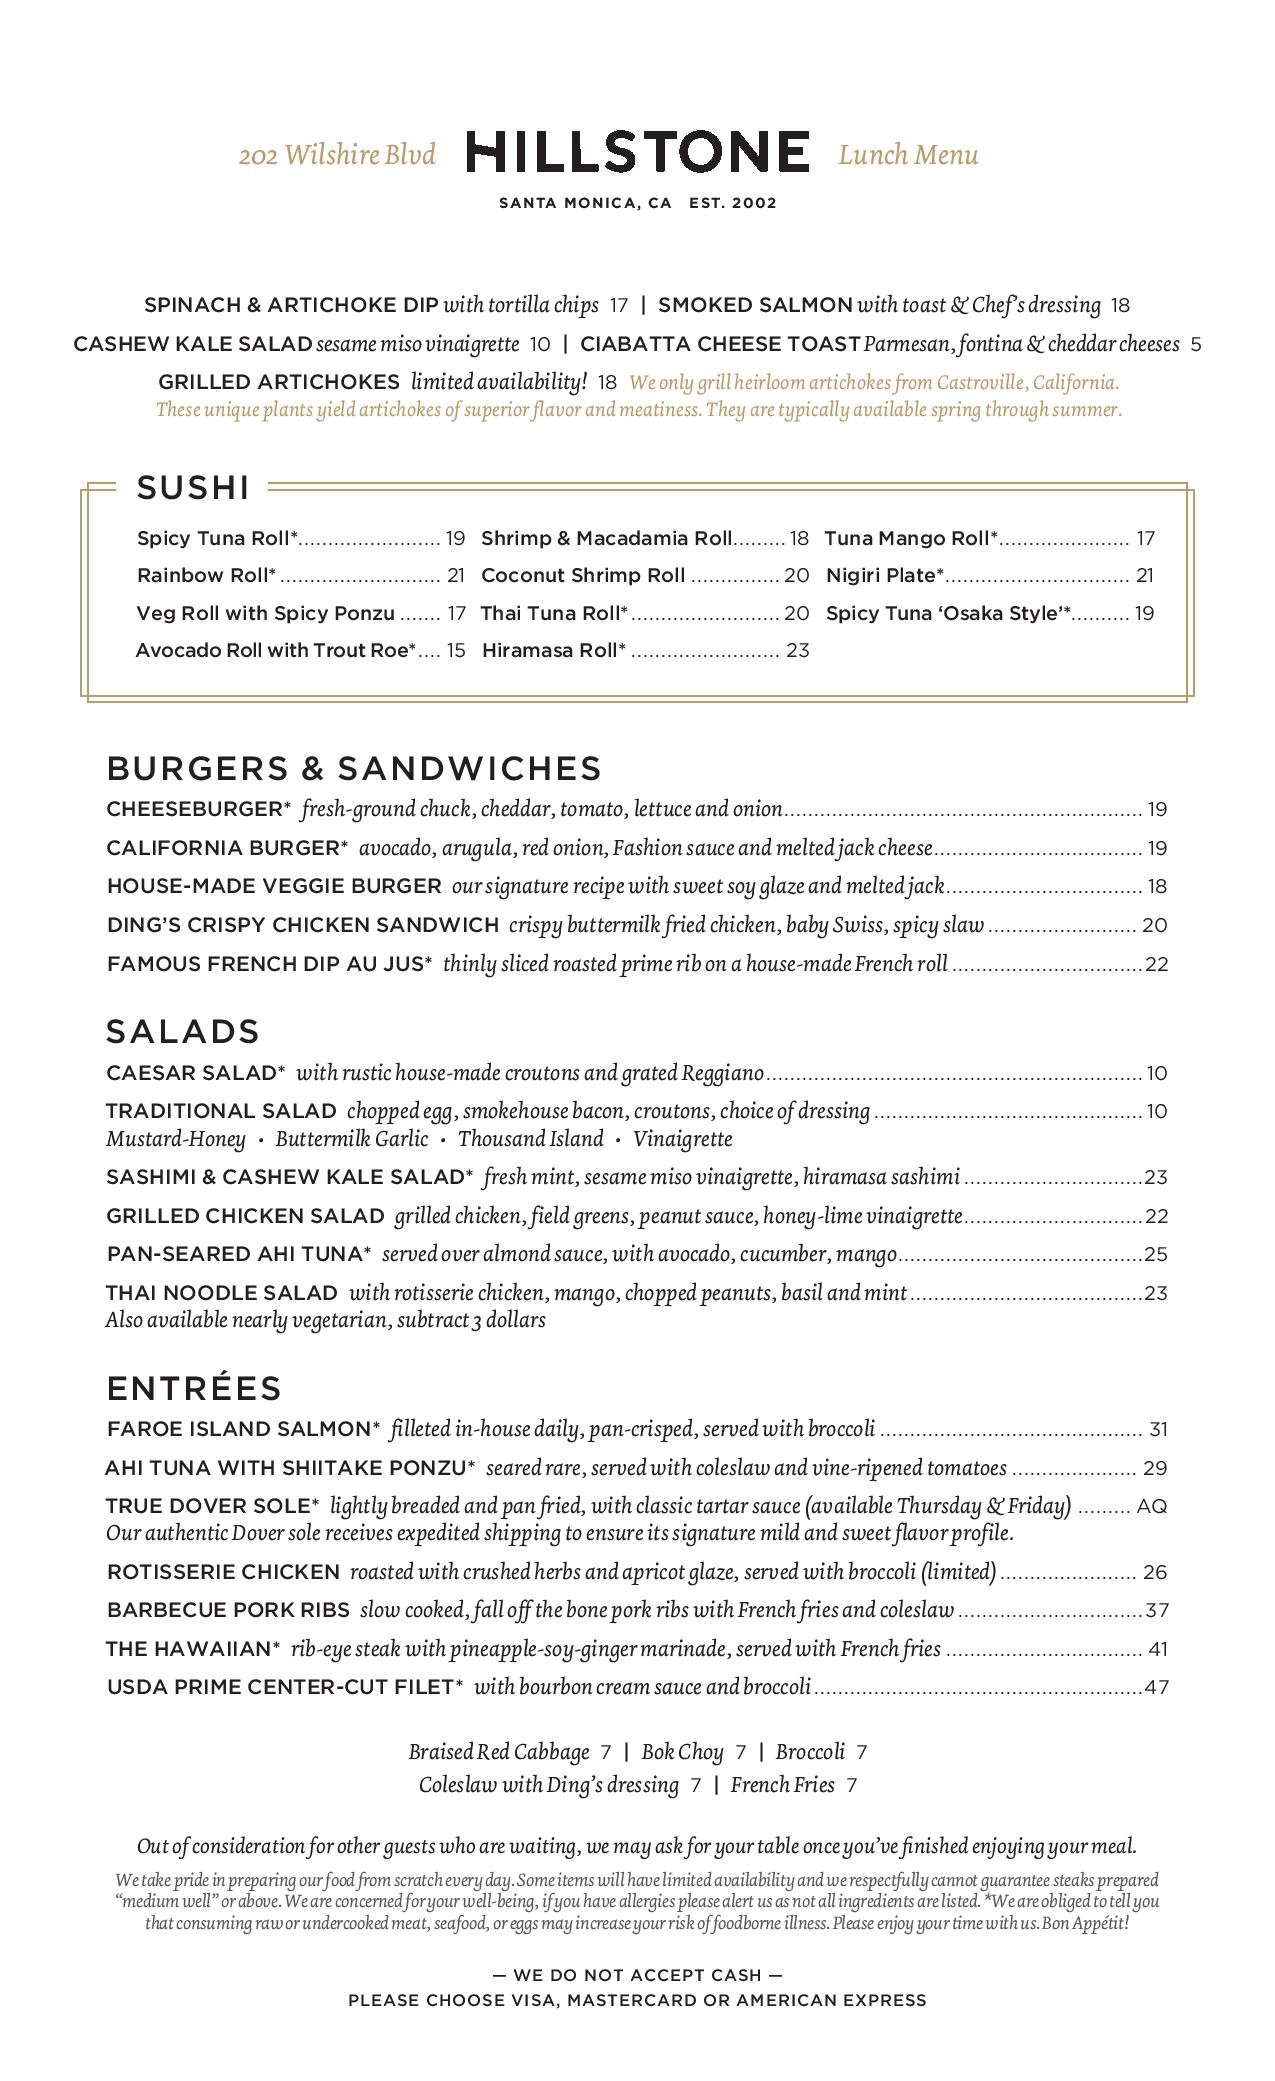 202 Wilshire Blvd HILLSTONE Lunch Menu
SANTA MONICA, CA EST. 2002
SPINACH & ARTICHOKE DIP with tortilla chips 17 | SMOKED SALMON with toast & Chef's dressing 18
CASHEW KALE SALAD sesame miso vinaigrette 10 | CIABATTA CHEESE TOAST Parmesan, fontina & cheddar cheeses 5
GRILLED ARTICHOKES limited availability! 18 We only grill heirloom artichokes from Castroville, California.
These unique plants yield artichokes of superior flavor and meatiness. They are typically available spring through summer.
SUSHI
Spicy Tuna Roll*........................ 19 Shrimp & Macadamia Roll......... 18 Tuna Mango Roll*...................... 17
Rainbow Roll* ........................... 21 Coconut Shrimp Roll ............... 20 Nigiri Plate*............................... 21
Veg Roll with Spicy Ponzu ....... 17 Thai Tuna Roll*......................... 20 Spicy Tuna ‘Osaka Style’*.......... 19
Avocado Roll with Trout Roe*.... 15 Hiramasa Roll* ......................... 23
BURGERS & SANDWICHES
CHEESEBURGER* fresh-ground chuck, cheddar, tomato, lettuce and onion............................................................ 19
CALIFORNIA BURGER* avocado, arugula, red onion, Fashion sauce and melted jack cheese................................... 19
HOUSE-MADE VEGGIE BURGER our signature recipe with sweet soy glaze and melted jack................................. 18
DING'S CRISPY CHICKEN SANDWICH crispy buttermilk fried chicken, baby Swiss, spicy slaw ......................... 20
FAMOUS FRENCH DIP AU JUS* thinly sliced roasted prime rib on a house-made French roll ................................22
SALADS
CAESAR SALAD* with rustic house-made croutons and grated Reggiano............................................................... 10
TRADITIONAL SALAD chopped egg, smokehouse bacon, croutons, choice of dressing ............................................. 10
Mustard-Honey • Buttermilk Garlic • Thousand Island • Vinaigrette
SASHIMI & CASHEW KALE SALAD* fresh mint, sesame miso vinaigrette, hiramasa sashimi ..............................23
GRILLED CHICKEN SALAD grilled chicken, field greens, peanut sauce, honey-lime vinaigrette..............................22
PAN-SEARED AHI TUNA* served over almond sauce, with avocado, cucumber, mango.........................................25
THAI NOODLE SALAD with rotisserie chicken, mango, chopped peanuts, basil and mint.......................................23
Also available nearly vegetarian, subtract 3 dollars
ENTRÉES
FAROE ISLAND SALMON* filleted in-house daily, pan-crisped, served with broccoli ............................................ 31
AHI TUNA WITH SHIITAKE PONZU* seared rare, served with coleslaw and vine-ripened tomatoes ..................... 29
TRUE DOVER SOLE* lightly breaded and pan fried, with classic tartar sauce (available Thursday & Friday) ......... AQ
Our authentic Dover sole receives expedited shipping to ensure its signature mild and sweet flavor profile.
ROTISSERIE CHICKEN roasted with crushed herbs and apricot glaze, served with broccoli (limited)........................ 26
BARBECUE PORK RIBS slow cooked, fall off the bone pork ribs with French fries and coleslaw ...............................37
THE HAWAIIAN* rib-eye steak with pineapple-soy-ginger marinade, served with French fries ................................. 41
USDA PRIME CENTER-CUT FILET* with bourbon cream sauce and broccoli.......................................................47
Braised Red Cabbage 7 | Bok Choy 7 | Broccoli 7
Coleslaw with Ding's dressing 7 | French Fries 7
Out of consideration for other guests who are waiting, we may ask for your table once you've finished enjoying your meal.
We take pride in preparing our food from scratch every day. Some items will have limited availability and we respectfully cannot guarantee steaks prepared
“medium well” or above. We are concerned for your well-being, if you have allergies please alert us as not all ingredients are listed. *We are obliged to tell you
that consuming raw or undercooked meat, seafood, or eggs may increase your risk of foodborne illness. Please enjoy your time with us. Bon Appétit!
— WE DO NOT ACCEPT CASH —
PLEASE CHOOSE VISA, MASTERCARD OR AMERICAN EXPRESS